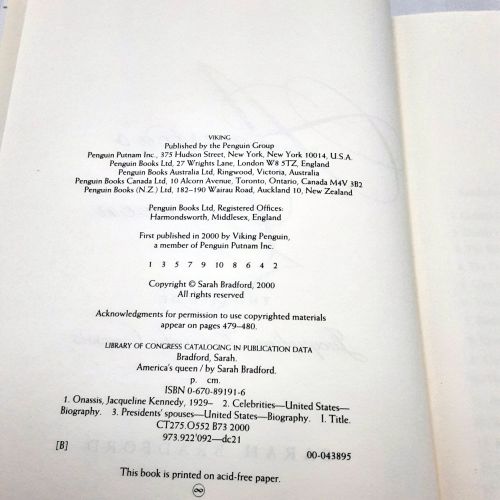 VIKING
Published by the Penguin Group
Penguin Putnam Inc., 375 Hudson Street, New York, New York 10014, U.S.A.
Penguin Books Ltd, 27 Wrights Lane, London W8 5TZ, England
Penguin Books Australia Ltd, Ringwood, Victoria, Australia
Penguin Books Canada Ltd, 10 Alcorn Avenue, Toronto, Ontario, Canada M4V 3B2
Penguin Books (N.Z.) Ltd, 182–190 Wairau Road, Auckland 10, New Zealand
Penguin Books Ltd, Registered Offices:
Harmondsworth, Middlesex, England
First published in 2000 by Viking Penguin,
a member of Penguin Putnam Inc.
1 3 5 7 9 10 8 6 4 2
Copyright © Sarah Bradford, 2000
All rights reserved
Acknowledgments for permission to use copyrighted materials
appear on pages 479–480.
LIBRARY OF CONGRESS CATALOGING IN PUBLICATION DATA
Bradford, Sarah.
America's queen / by Sarah Bradford.
p. cm.
ISBN 0-670-89191-6
1. Onassis, Jacqueline Kennedy, 1929– 2. Celebrities—United States—
Biography. 3. Presidents' spouses—United States—Biography. I. Title.
CT275.O552 B73 2000
973.922'092—dc21
[B] 00-043895
This book is printed on acid-free paper.